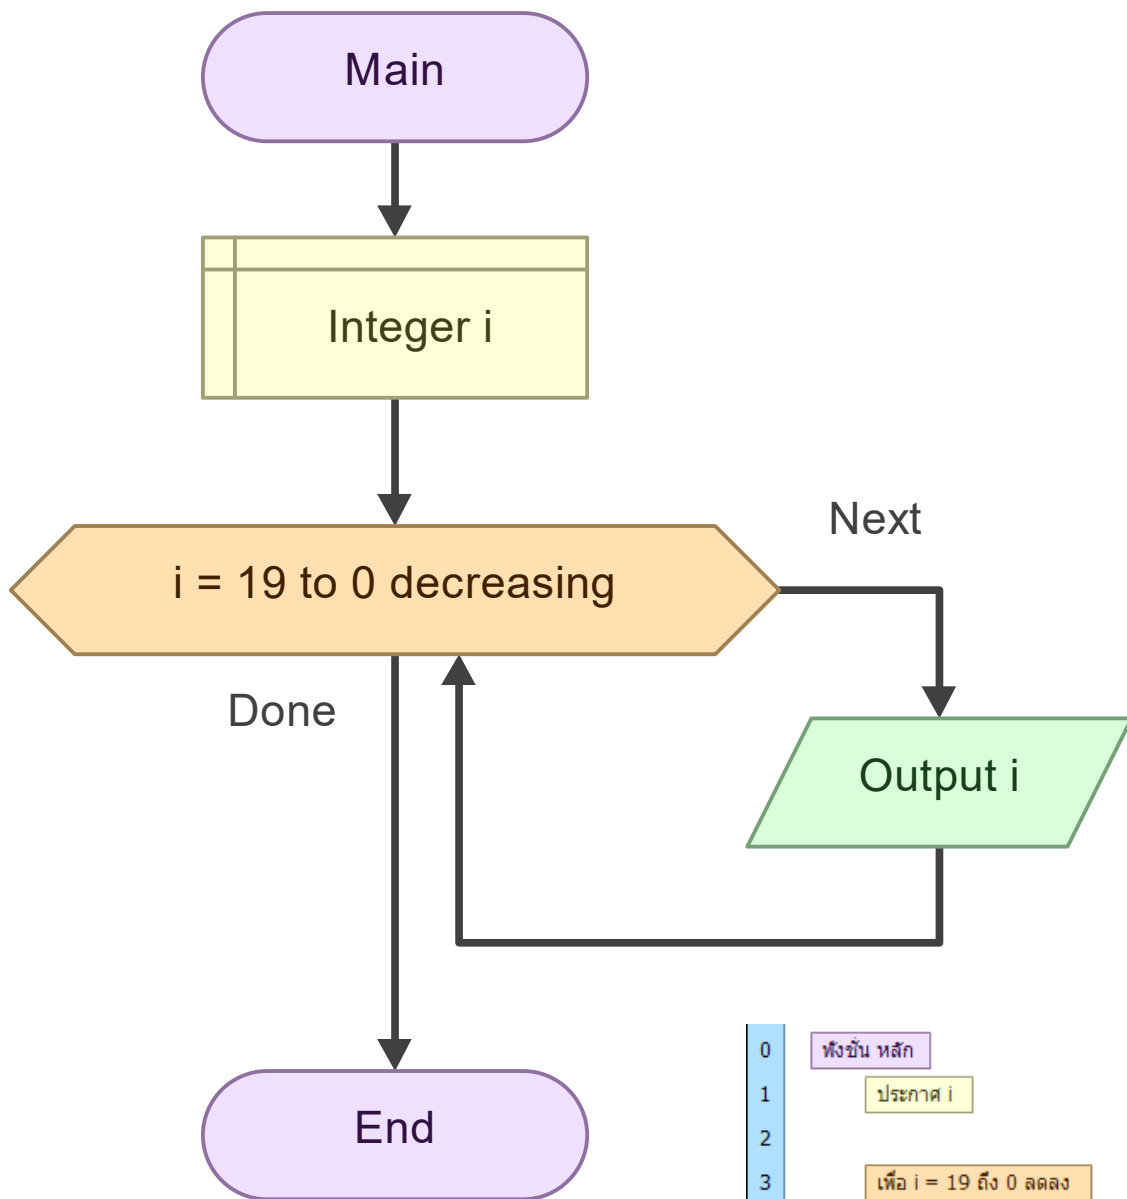 Main
Integer i
i = 19 to 0 decreasing
Next
Done
Output i
End
0 ฟังชั่น หลัก
1 ประกาศ i
2
3 เพื่อ i = 19 ถึง 0 ลดลง